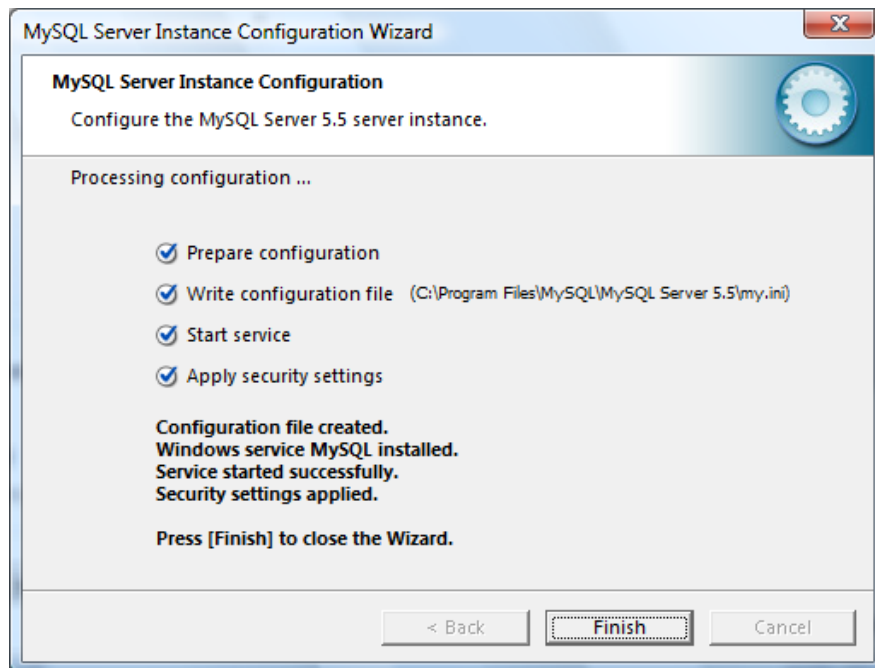 MySQL Server Instance Configuration Wizard
MySQL Server Instance Configuration
Configure the MySQL Server 5.5 server instance.
Processing configuration ...
Prepare configuration
Write configuration file (C:\Program Files\MySQL\MySQL Server 5.5\my.ini)
Start service
Apply security settings
Configuration file created.
Windows service MySQL installed.
Service started successfully.
Security settings applied.
Press [Finish] to close the Wizard.
< Back Finish Cancel